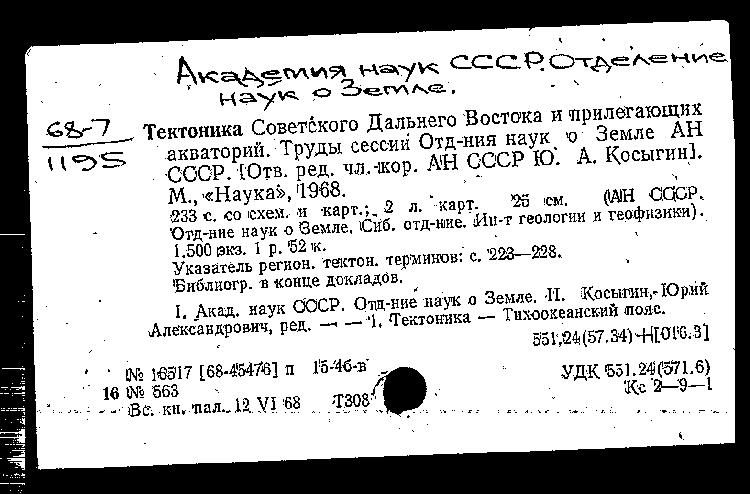 Академия наук СССР. Отделение
наук о Земле.
68-7
1195
Тектоника Советского Дальнего Востока и прилегающих
акваторий. Труды сессии Отд-ния наук о Земле АН
СССР. [Отв. ред. чл.-кор. АН СССР Ю. А. Косыгин].
М., «Наука», 1968.
233 с. со схем. и карт.; 2 л. карт. 25 см. (АН СССР.
Отд-ние наук о Земле. Сиб. отд-ние. Ин-т геологии и геофизики).
1.500 экз. 1 р. 52 к.
Указатель регион. тектон. терминов: с. 223—228.
Библиогр. в конце докладов.
I. Акад. наук СССР. Отд-ние наук о Земле. II. Косыгин, Юрий
Александрович, ред. — — 1. Тектоника — Тихоокеанский пояс.
551.24(57.34)+[016.3]
№ 16517 [68-45476] п 15-4б-в
УДК 551.24(571.6)
16 № 563
Кс 2—9—1
Вс. кн. пал. 12 VI 68 Т308